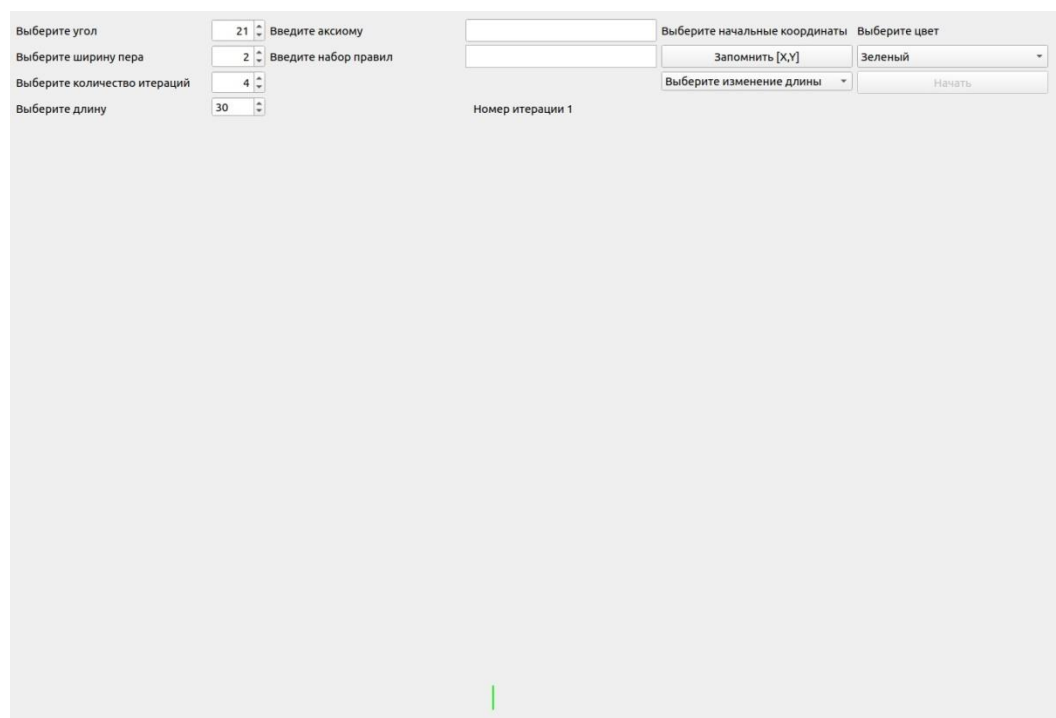 Выберите угол 21 Введите аксиому Выберите начальные координаты Выберите цвет
Выберите ширину пера 2 Введите набор правил Запомнить [X,Y] Зеленый
Выберите количество итераций 4 Выберите изменение длины Начать
Выберите длину 30 Номер итерации 1